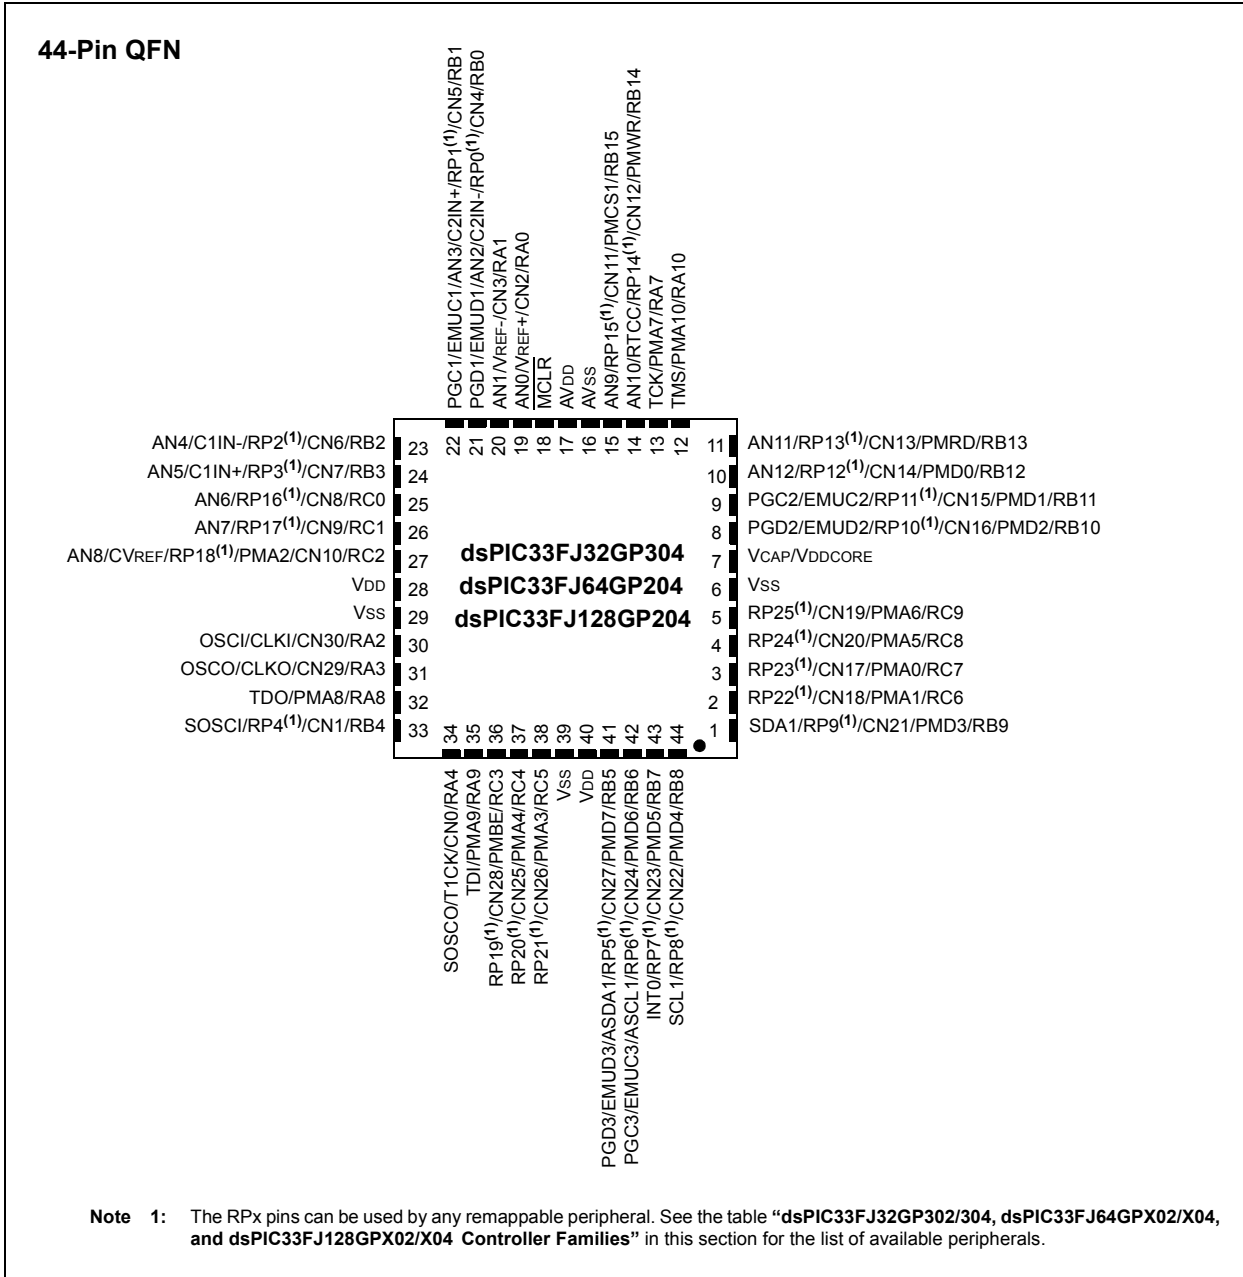 44-Pin QFN
PGC1/EMUC1/AN3/C2IN+/RP1(1)/CN5/RB1
PGD1/EMUD1/AN2/C2IN-/RP0(1)/CN4/RB0
AN1/VREF-/CN3/RA1
AN0/VREF+/CN2/RA0
MCLR
AVDD
AVSS
AN9/RP15(1)/CN11/PMCS1/RB15
AN10/RTCC/RP14(1)/CN12/PMWR/RB14
TCK/PMA7/RA7
TMS/PMA10/RA10
22 21 20 19 18 17 16 15 14 13 12
AN4/C1IN-/RP2(1)/CN6/RB2 23
AN5/C1IN+/RP3(1)/CN7/RB3 24
AN6/RP16(1)/CN8/RC0 25
AN7/RP17(1)/CN9/RC1 26
AN8/CVREF/RP18(1)/PMA2/CN10/RC2 27
VDD 28
VSS 29
OSCI/CLKI/CN30/RA2 30
OSCO/CLKO/CN29/RA3 31
TDO/PMA8/RA8 32
SOSCI/RP4(1)/CN1/RB4 33
dsPIC33FJ32GP304
dsPIC33FJ64GP204
dsPIC33FJ128GP204
11 AN11/RP13(1)/CN13/PMRD/RB13
10 AN12/RP12(1)/CN14/PMD0/RB12
9 PGC2/EMUC2/RP11(1)/CN15/PMD1/RB11
8 PGD2/EMUD2/RP10(1)/CN16/PMD2/RB10
7 VCAP/VDDCORE
6 VSS
5 RP25(1)/CN19/PMA6/RC9
4 RP24(1)/CN20/PMA5/RC8
3 RP23(1)/CN17/PMA0/RC7
2 RP22(1)/CN18/PMA1/RC6
1 SDA1/RP9(1)/CN21/PMD3/RB9
34 35 36 37 38 39 40 41 42 43 44
SOSCO/T1CK/CN0/RA4
TDI/PMA9/RA9
RP19(1)/CN28/PMBE/RC3
RP20(1)/CN25/PMA4/RC4
RP21(1)/CN26/PMA3/RC5
VSS
VDD
PGD3/EMUD3/ASDA1/RP5(1)/CN27/PMD7/RB5
PGC3/EMUC3/ASCL1/RP6(1)/CN24/PMD6/RB6
INT0/RP7(1)/CN23/PMD5/RB7
SCL1/RP8(1)/CN22/PMD4/RB8
Note 1: The RPx pins can be used by any remappable peripheral. See the table “dsPIC33FJ32GP302/304, dsPIC33FJ64GPX02/X04,
and dsPIC33FJ128GPX02/X04 Controller Families” in this section for the list of available peripherals.